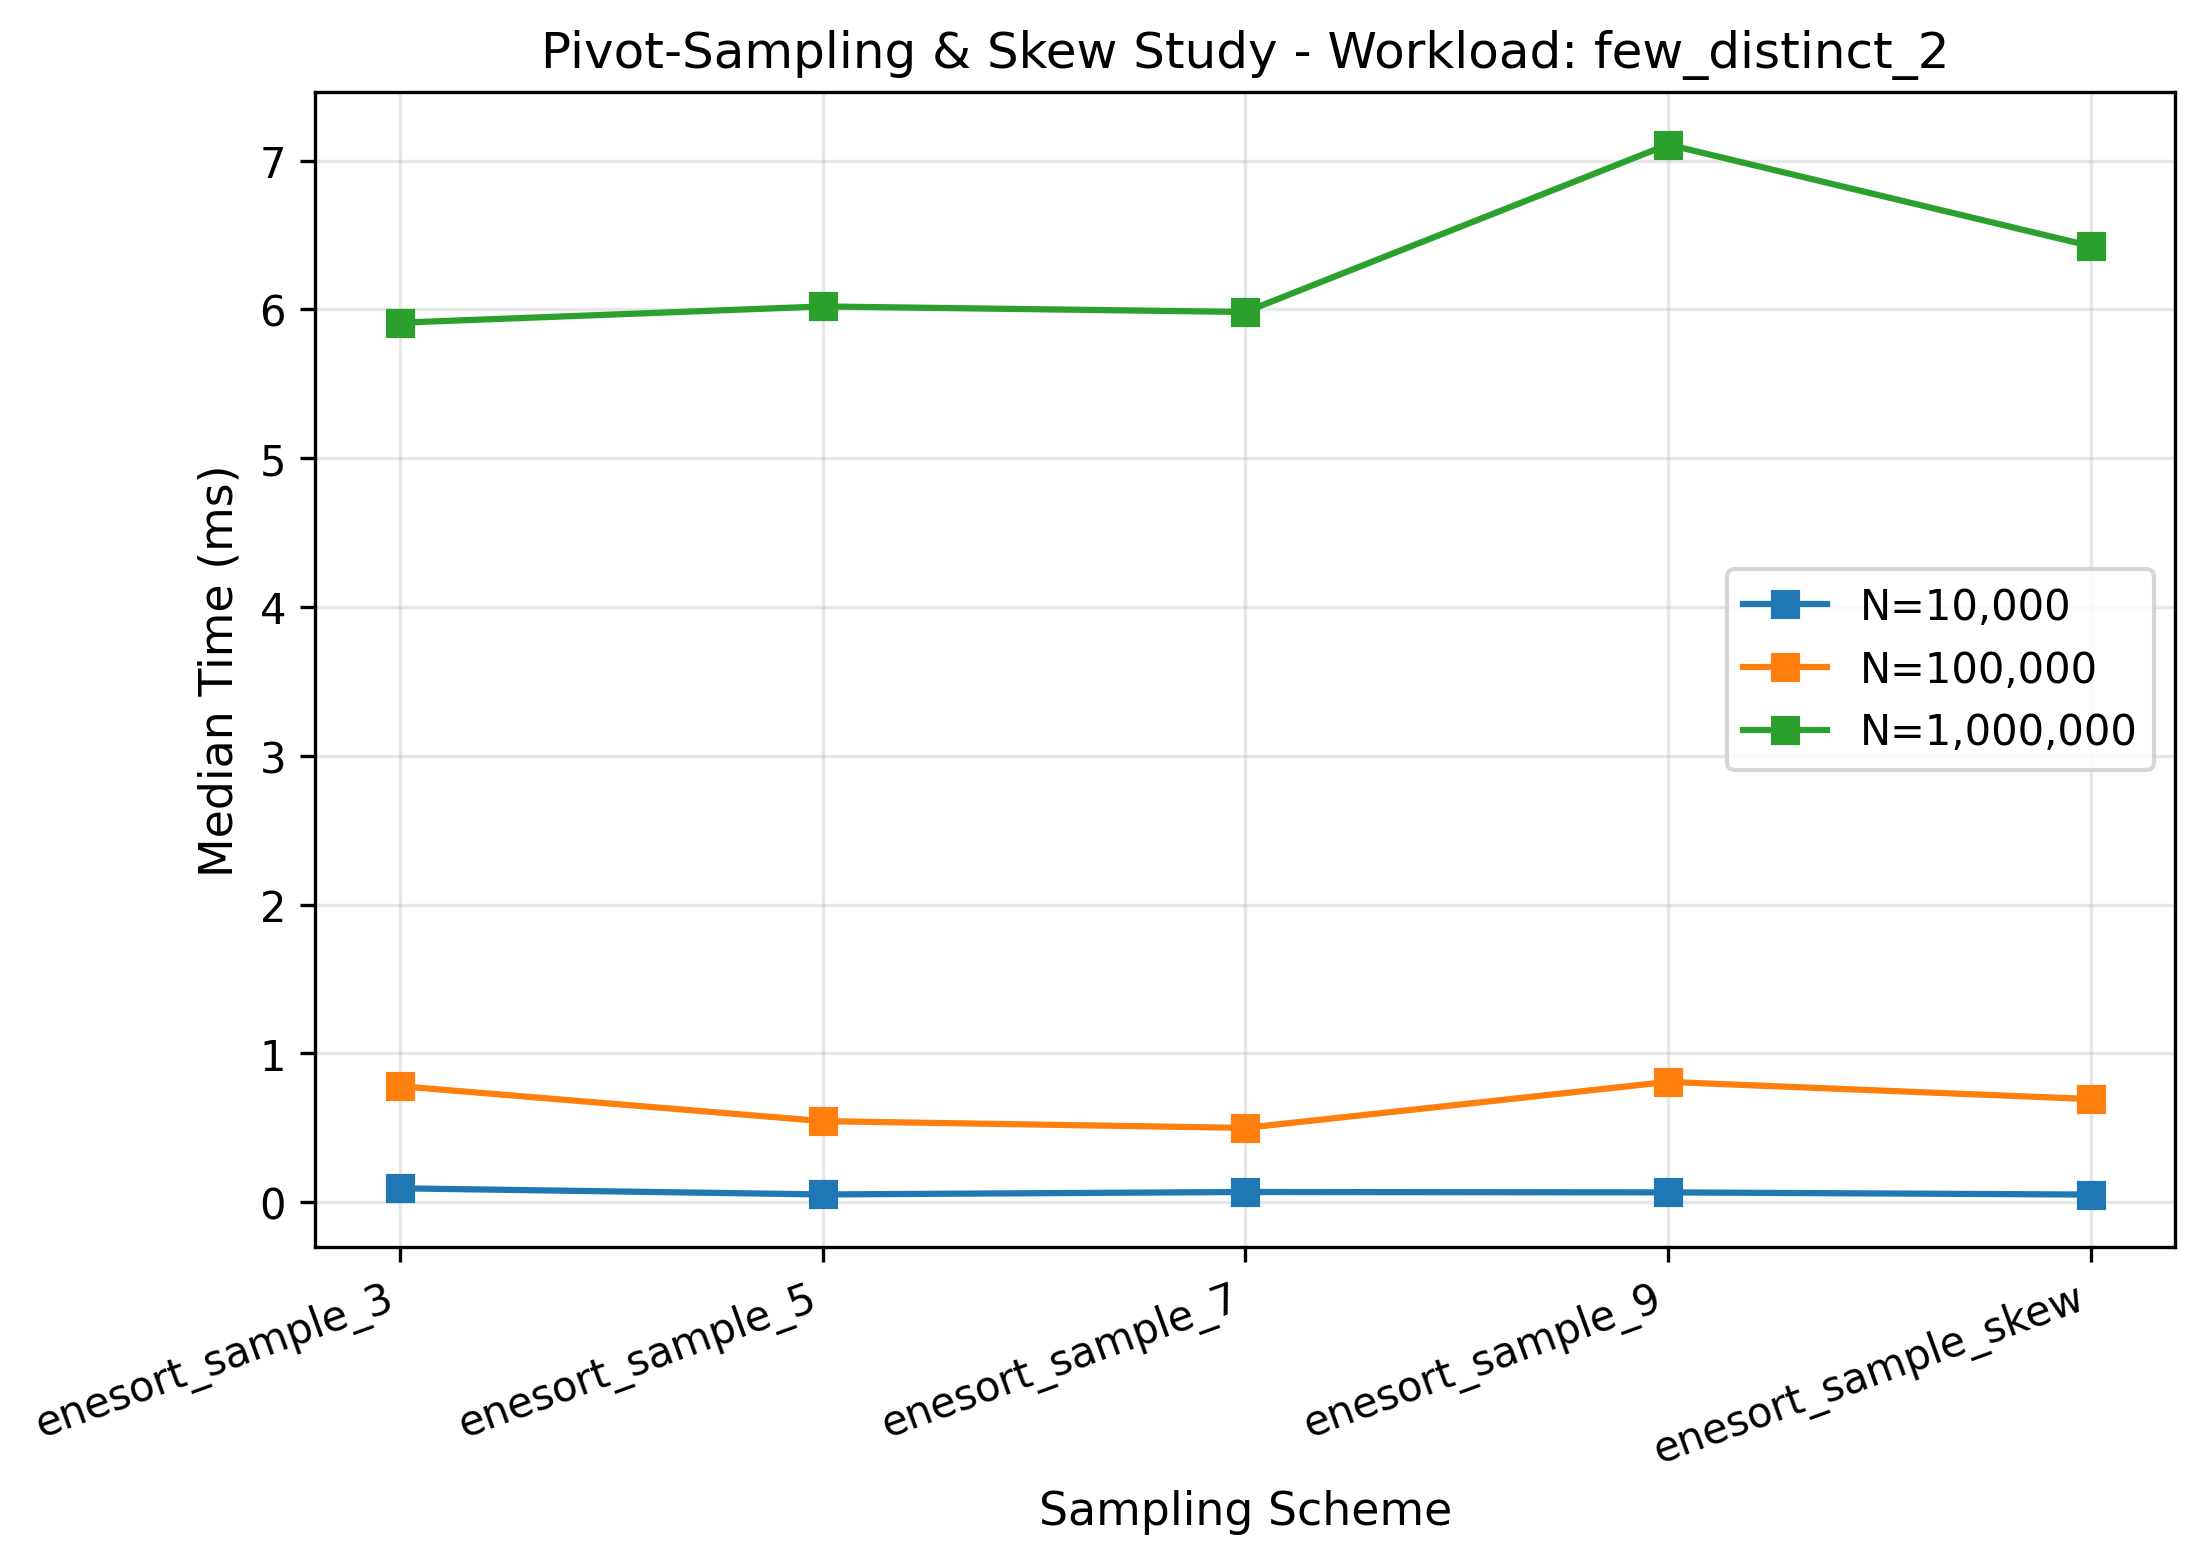 Pivot-Sampling & Skew Study - Workload: few_distinct_2
Median Time (ms)
7
6
5
4
3
2
1
0
N=10,000
N=100,000
N=1,000,000
enesort_sample_3
enesort_sample_5
enesort_sample_7
enesort_sample_9
enesort_sample_skew
Sampling Scheme